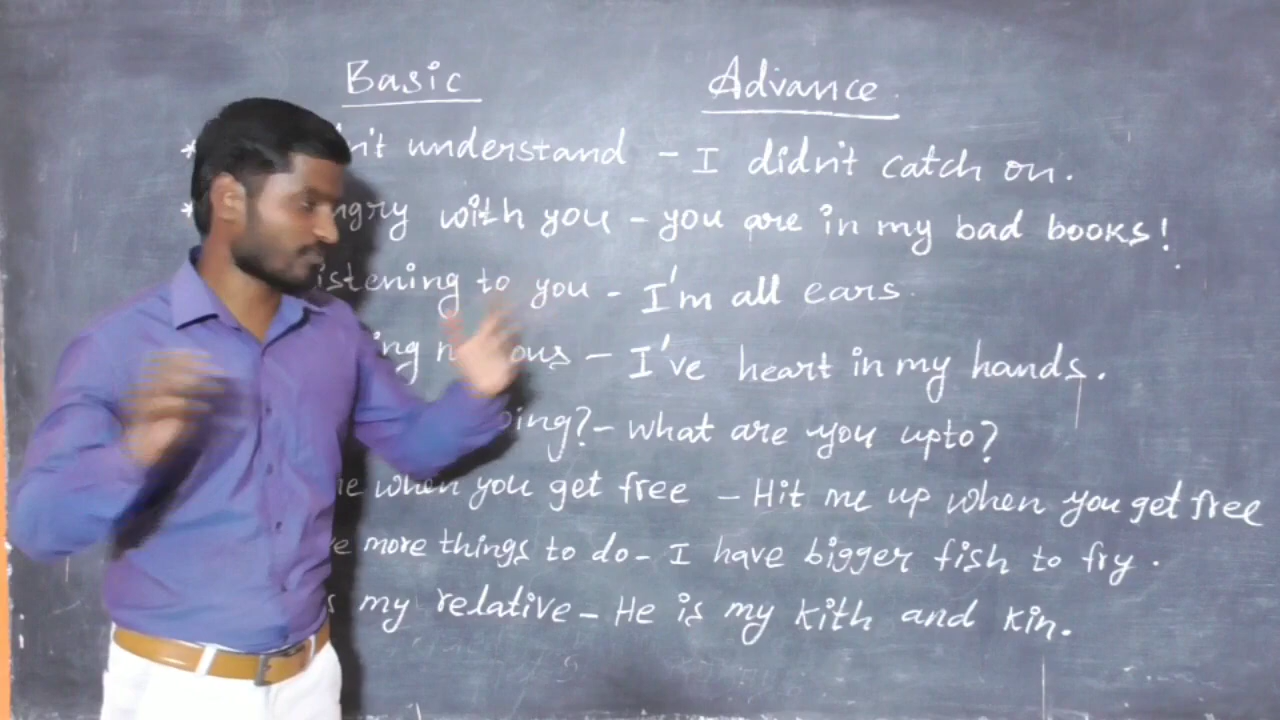 Basic Advance.
* n't understand - I didn't catch on.
* ngry with you - you are in my bad books!
istening to you - I'm all ears.
ing - I've heart in my hands.
oing? - what are you upto?
when you get free - Hit me up when you get free
more things to do - I have bigger fish to fry.
my relative - He is my kith and kin.